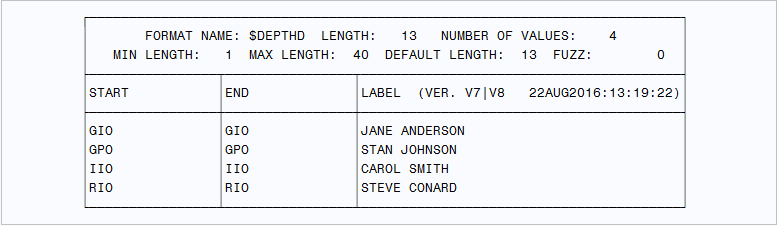 FORMAT NAME: $DEPTHD LENGTH: 13 NUMBER OF VALUES: 4
MIN LENGTH: 1 MAX LENGTH: 40 DEFAULT LENGTH: 13 FUZZ: 0
START END LABEL (VER. V7|V8 22AUG2016:13:19:22)
GIO GIO JANE ANDERSON
GPO GPO STAN JOHNSON
IIO IIO CAROL SMITH
RIO RIO STEVE CONARD